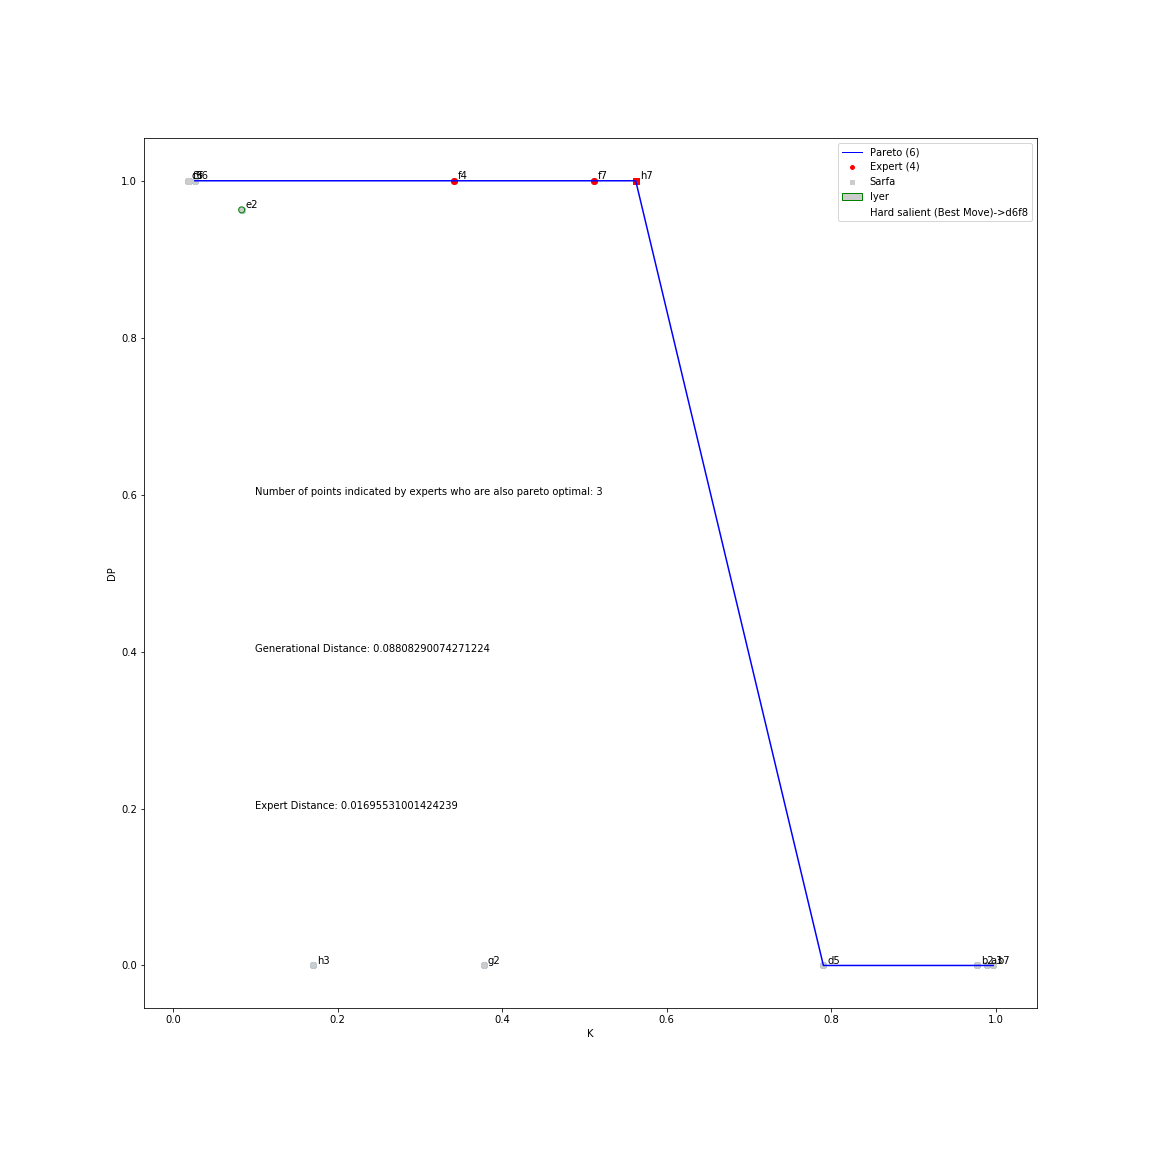 Pareto (6)
Expert (4)
Sarfa
Iyer
Hard salient (Best Move)->d6f8
1.0
f4
f7
h7
e2
0.8
0.6
Number of points indicated by experts who are also pareto optimal: 3
DP
0.4
Generational Distance: 0.08808290074271224
0.2
Expert Distance: 0.01695531001424239
0.0
h3
g2
d5
b2
0.0
0.2
0.4
0.6
0.8
1.0
K